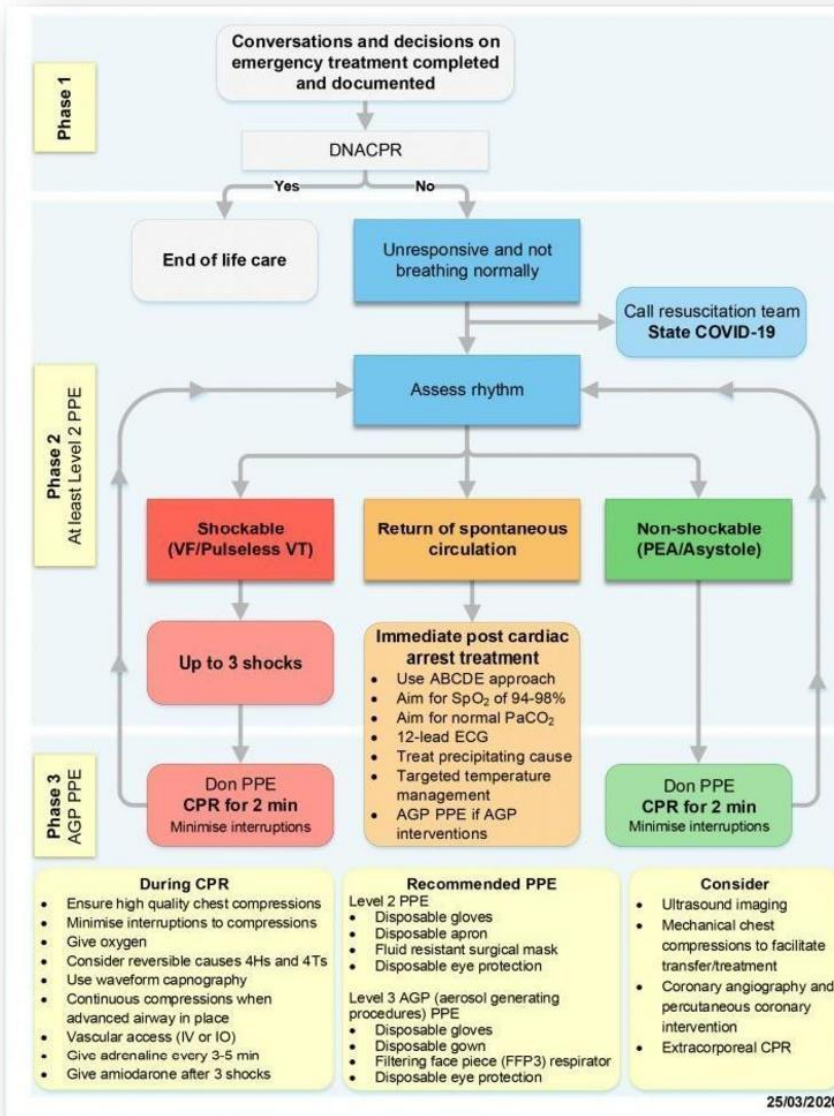 Phase 1
Conversations and decisions on
emergency treatment completed
and documented
DNACPR
Yes
No
End of life care
Unresponsive and not
breathing normally
Call resuscitation team
State COVID-19
Phase 2
At least Level 2 PPE
Assess rhythm
Shockable
(VF/Pulseless VT)
Return of spontaneous
circulation
Non-shockable
(PEA/Asystole)
Up to 3 shocks
Immediate post cardiac
arrest treatment
• Use ABCDE approach
• Aim for SpO₂ of 94-98%
• Aim for normal PaCO₂
• 12-lead ECG
• Treat precipitating cause
• Targeted temperature
management
• AGP PPE if AGP
interventions
Phase 3
AGP PPE
Don PPE
CPR for 2 min
Minimise interruptions
Don PPE
CPR for 2 min
Minimise interruptions
During CPR
• Ensure high quality chest compressions
• Minimise interruptions to compressions
• Give oxygen
• Consider reversible causes 4Hs and 4Ts
• Use waveform capnography
• Continuous compressions when
advanced airway in place
• Vascular access (IV or IO)
• Give adrenaline every 3-5 min
• Give amiodarone after 3 shocks
Recommended PPE
Level 2 PPE
• Disposable gloves
• Disposable apron
• Fluid resistant surgical mask
• Disposable eye protection
Level 3 AGP (aerosol generating
procedures) PPE
• Disposable gloves
• Disposable gown
• Filtering face piece (FFP3) respirator
• Disposable eye protection
Consider
• Ultrasound imaging
• Mechanical chest
compressions to facilitate
transfer/treatment
• Coronary angiography and
percutaneous coronary
intervention
• Extracorporeal CPR
25/03/2020